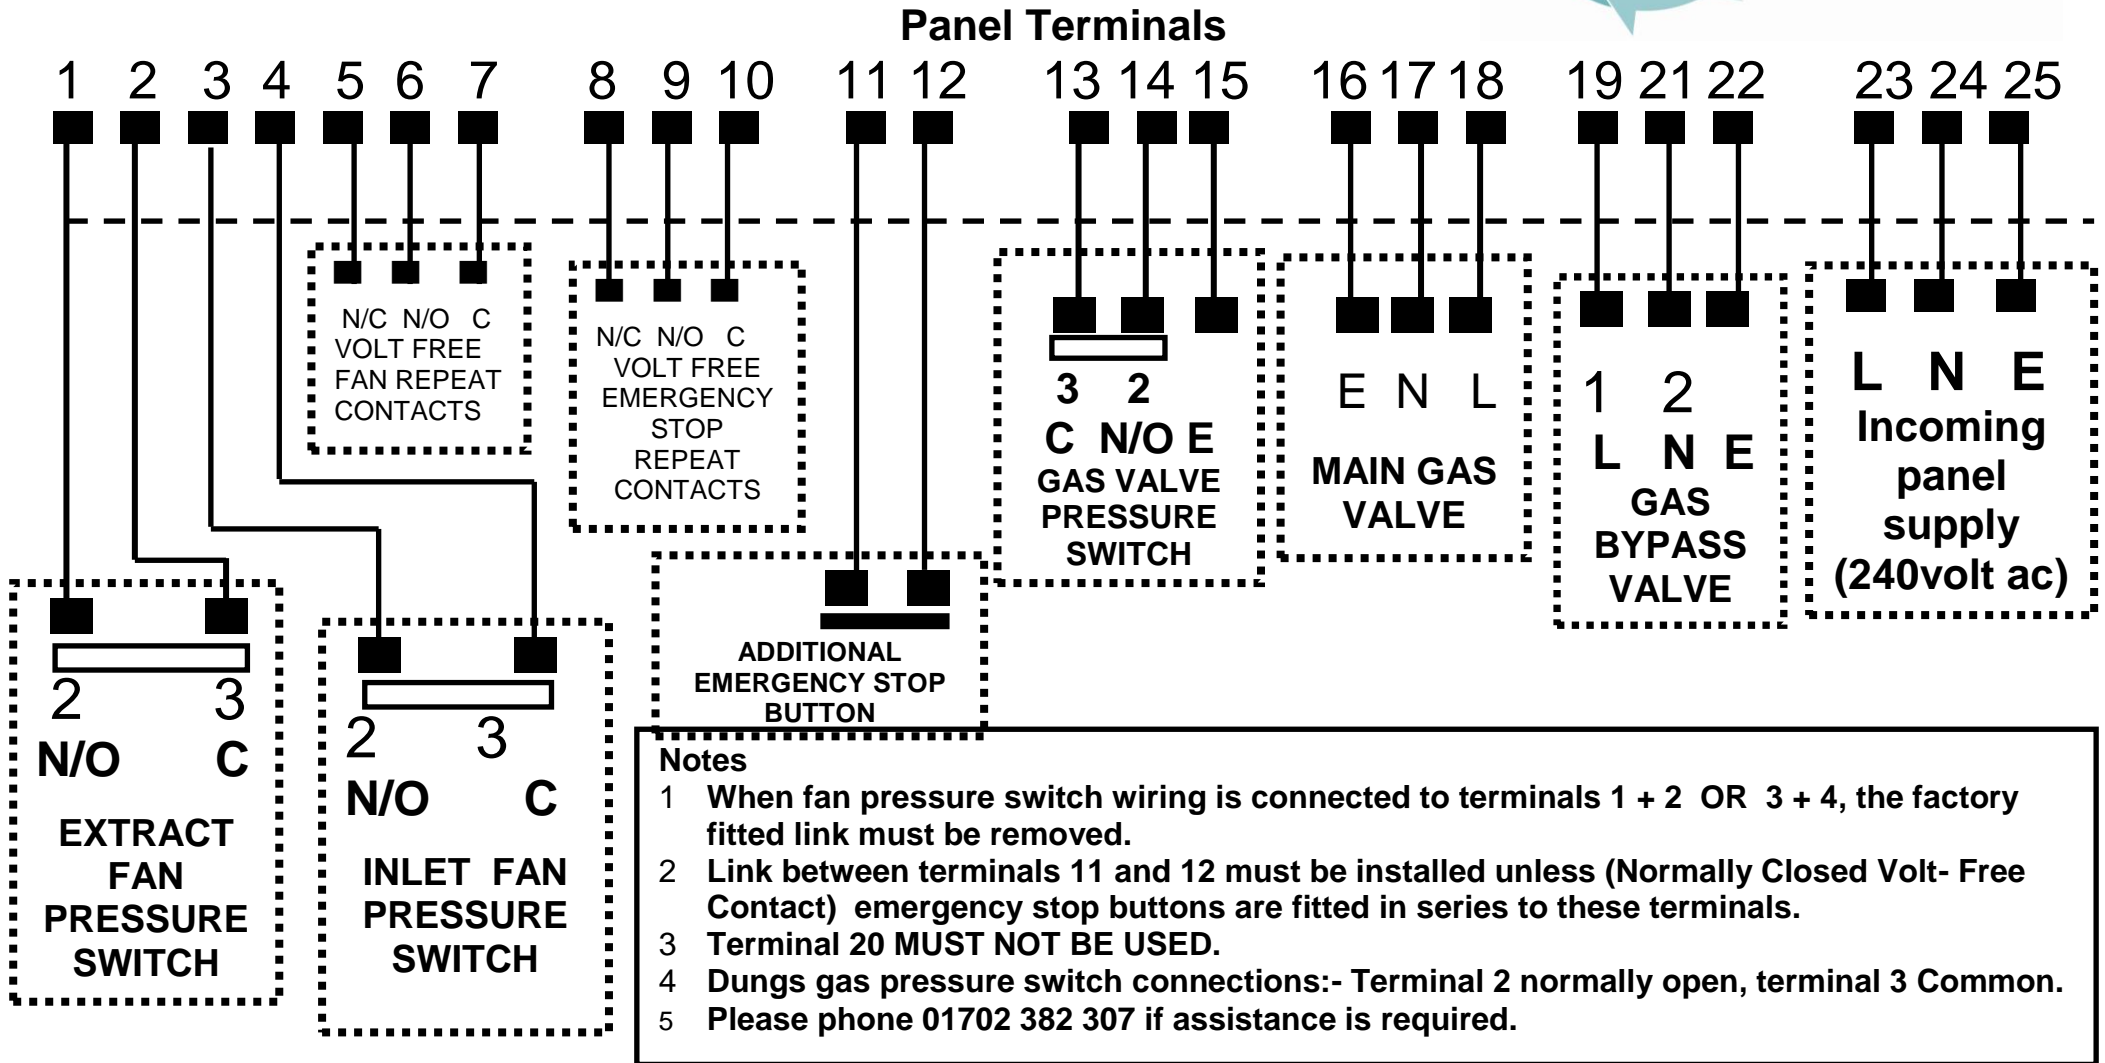 Panel Terminals
1 2 3 4 5 6 7 8 9 10 11 12 13 14 15 16 17 18 19 21 22 23 24 25
N/C N/O C
VOLT FREE
FAN REPEAT
CONTACTS
N/C N/O C
VOLT FREE
EMERGENCY
STOP
REPEAT
CONTACTS
3 2
C N/O E
GAS VALVE
PRESSURE
SWITCH
E N L
MAIN GAS
VALVE
1 2
L N E
GAS
BYPASS
VALVE
L N E
Incoming
panel
supply
(240volt ac)
2 3
N/O C
EXTRACT
FAN
PRESSURE
SWITCH
2 3
N/O C
INLET FAN
PRESSURE
SWITCH
ADDITIONAL
EMERGENCY STOP
BUTTON
Notes
1 When fan pressure switch wiring is connected to terminals 1 + 2 OR 3 + 4, the factory
fitted link must be removed.
2 Link between terminals 11 and 12 must be installed unless (Normally Closed Volt- Free
Contact) emergency stop buttons are fitted in series to these terminals.
3 Terminal 20 MUST NOT BE USED.
4 Dungs gas pressure switch connections:- Terminal 2 normally open, terminal 3 Common.
5 Please phone 01702 382 307 if assistance is required.